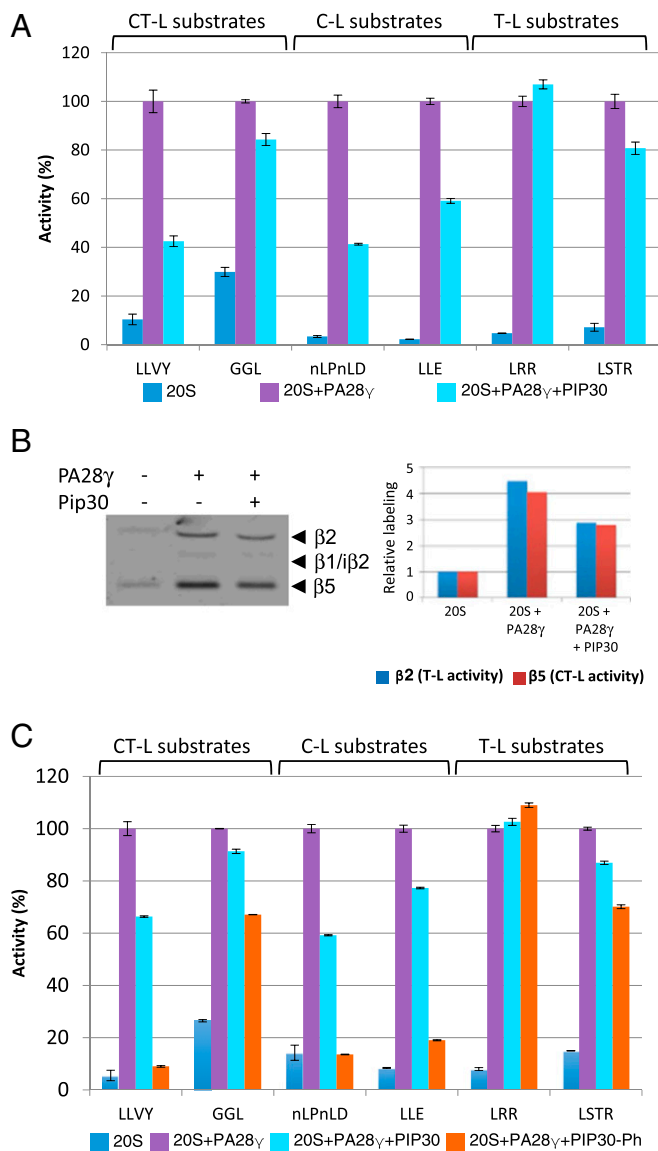 A
CT-L substrates C-L substrates T-L substrates
120
100
80
60
40
20
0
Activity (%)
LLVY GGL nLPnLD LLE LRR LSTR
20S 20S+PA28γ 20S+PA28γ+PIP30
B
PA28γ - + +
Pip30 - - +
β2
β1/iβ2
β5
5
4
3
2
1
0
Relative labeling
20S 20S + PA28γ 20S + PA28γ + PIP30
β2 (T-L activity) β5 (CT-L activity)
C
CT-L substrates C-L substrates T-L substrates
120
100
80
60
40
20
0
Activity (%)
LLVY GGL nLPnLD LLE LRR LSTR
20S 20S+PA28γ 20S+PA28γ+PIP30 20S+PA28γ+PIP30-Ph